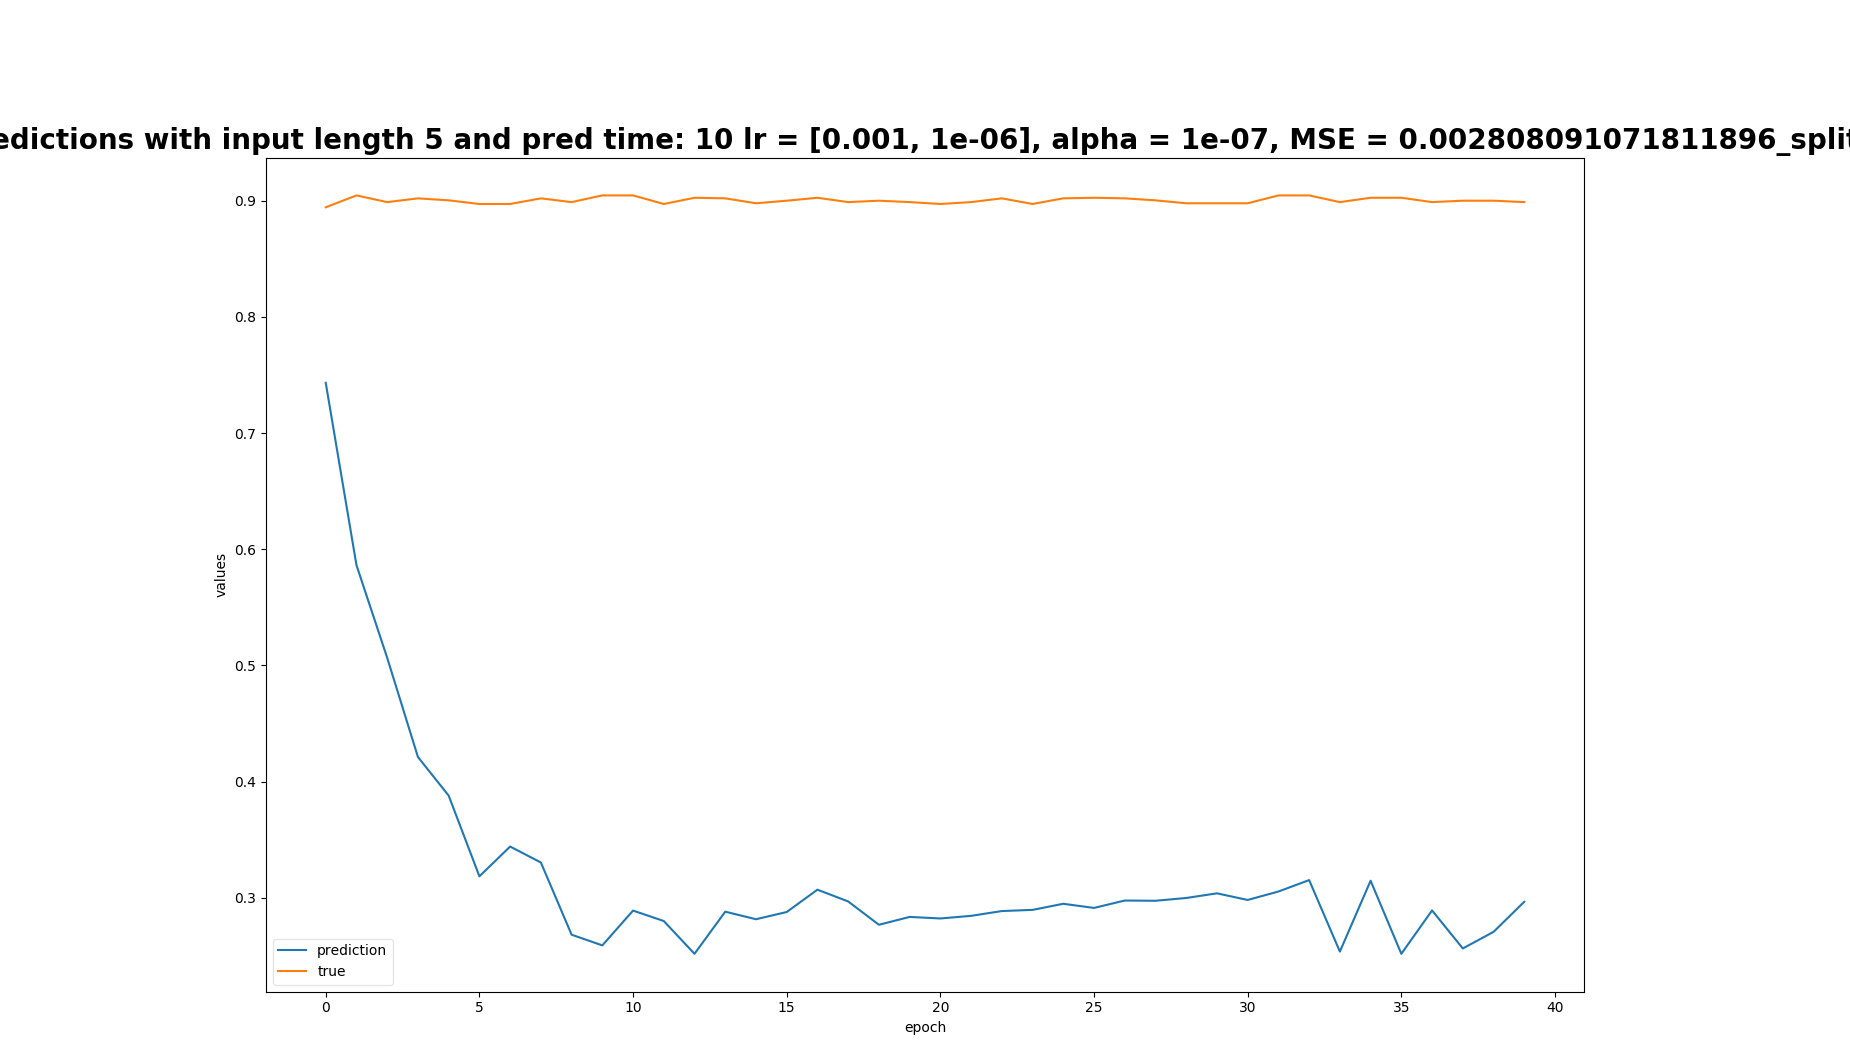 edictions with input length 5 and pred time: 10 lr = [0.001, 1e-06], alpha = 1e-07, MSE = 0.002808091071811896_split
0.9
0.8
0.7
0.6
0.5
0.4
0.3
values
prediction
true
0 5 10 15 20 25 30 35 40
epoch